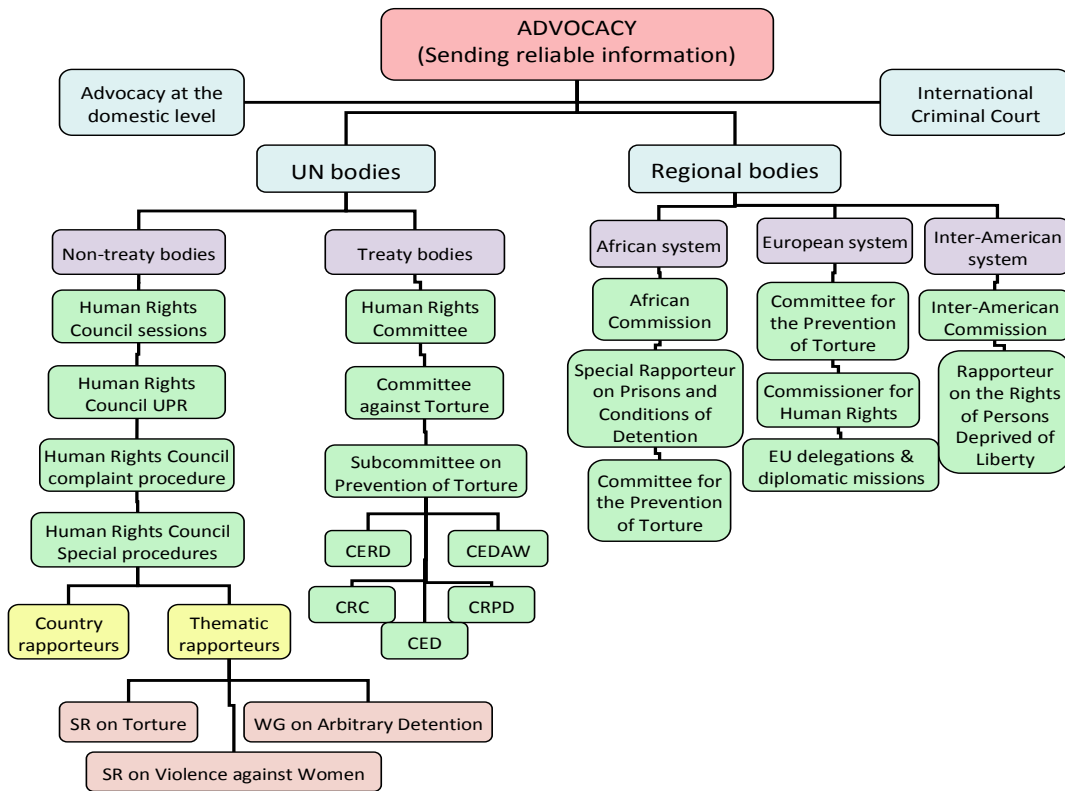 ADVOCACY
(Sending reliable information)
Advocacy at the
domestic level
International
Criminal Court
UN bodies
Regional bodies
Non-treaty bodies
Treaty bodies
African system
European system
Inter-American
system
Human Rights
Council sessions
Human Rights
Council UPR
Human Rights Council
complaint procedure
Human Rights Council
Special procedures
Country
rapporteurs
Thematic
rapporteurs
SR on Torture
WG on Arbitrary Detention
SR on Violence against Women
Human Rights
Committee
Committee
against Torture
Subcommittee on
Prevention of Torture
CERD
CEDAW
CRC
CRPD
CED
African
Commission
Special Rapporteur
on Prisons and
Conditions of
Detention
Committee for
the Prevention
of Torture
Committee for
the Prevention
of Torture
Commissioner for
Human Rights
EU delegations &
diplomatic missions
Inter-American
Commission
Rapporteur
on the Rights
of Persons
Deprived of
Liberty